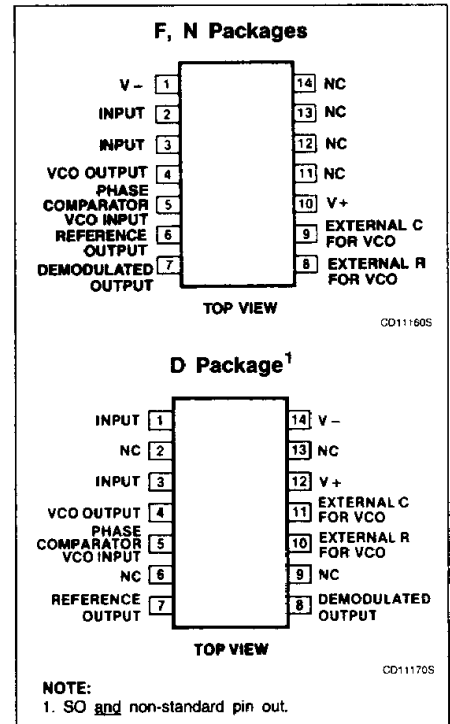 F, N Packages
V – 1
INPUT 2
INPUT 3
VCO OUTPUT 4
PHASE
COMPARATOR 5
VCO INPUT
REFERENCE 6
OUTPUT
DEMODULATED 7
OUTPUT
14 NC
13 NC
12 NC
11 NC
10 V+
9 EXTERNAL C
FOR VCO
8 EXTERNAL R
FOR VCO
TOP VIEW
CD11160S
D Package1
INPUT 1
NC 2
INPUT 3
VCO OUTPUT 4
PHASE
COMPARATOR 5
VCO INPUT
NC 6
REFERENCE 7
OUTPUT
14 V –
13 NC
12 V +
11 EXTERNAL C
FOR VCO
10 EXTERNAL R
FOR VCO
9 NC
8 DEMODULATED
OUTPUT
TOP VIEW
CD11170S
NOTE:
1. SO and non-standard pin out.